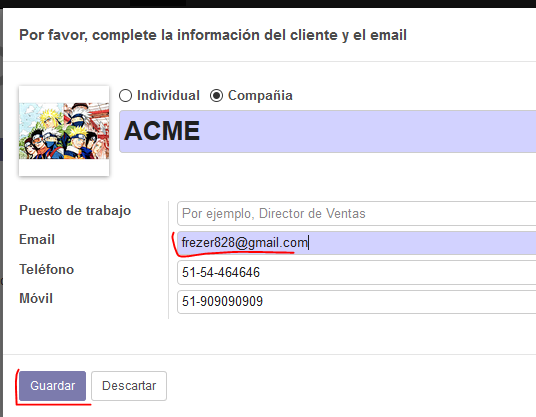 Por favor, complete la información del cliente y el email
Individual Compañia
ACME
Puesto de trabajo Por ejemplo, Director de Ventas
Email frezer828@gmail.com
Teléfono 51-54-464646
Móvil 51-909090909
Guardar Descartar